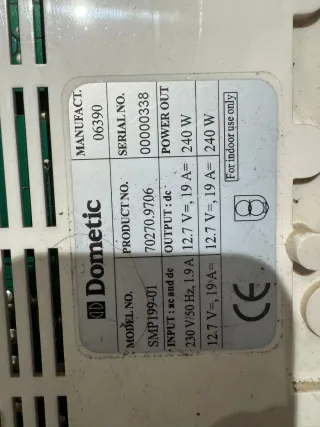 Dometic
MANUFACT.
06390
MODEL NO. PRODUCT NO. SERIAL NO.
SMP199-01 70270.9706 00000338
INPUT : ac and dc OUTPUT : dc POWER OUT
230 V/50 Hz, 1.9 A 12.7 V=, 19 A= 240 W
12.7 V=, 19 A= 12.7 V=, 19 A= 240 W
CE For indoor use only